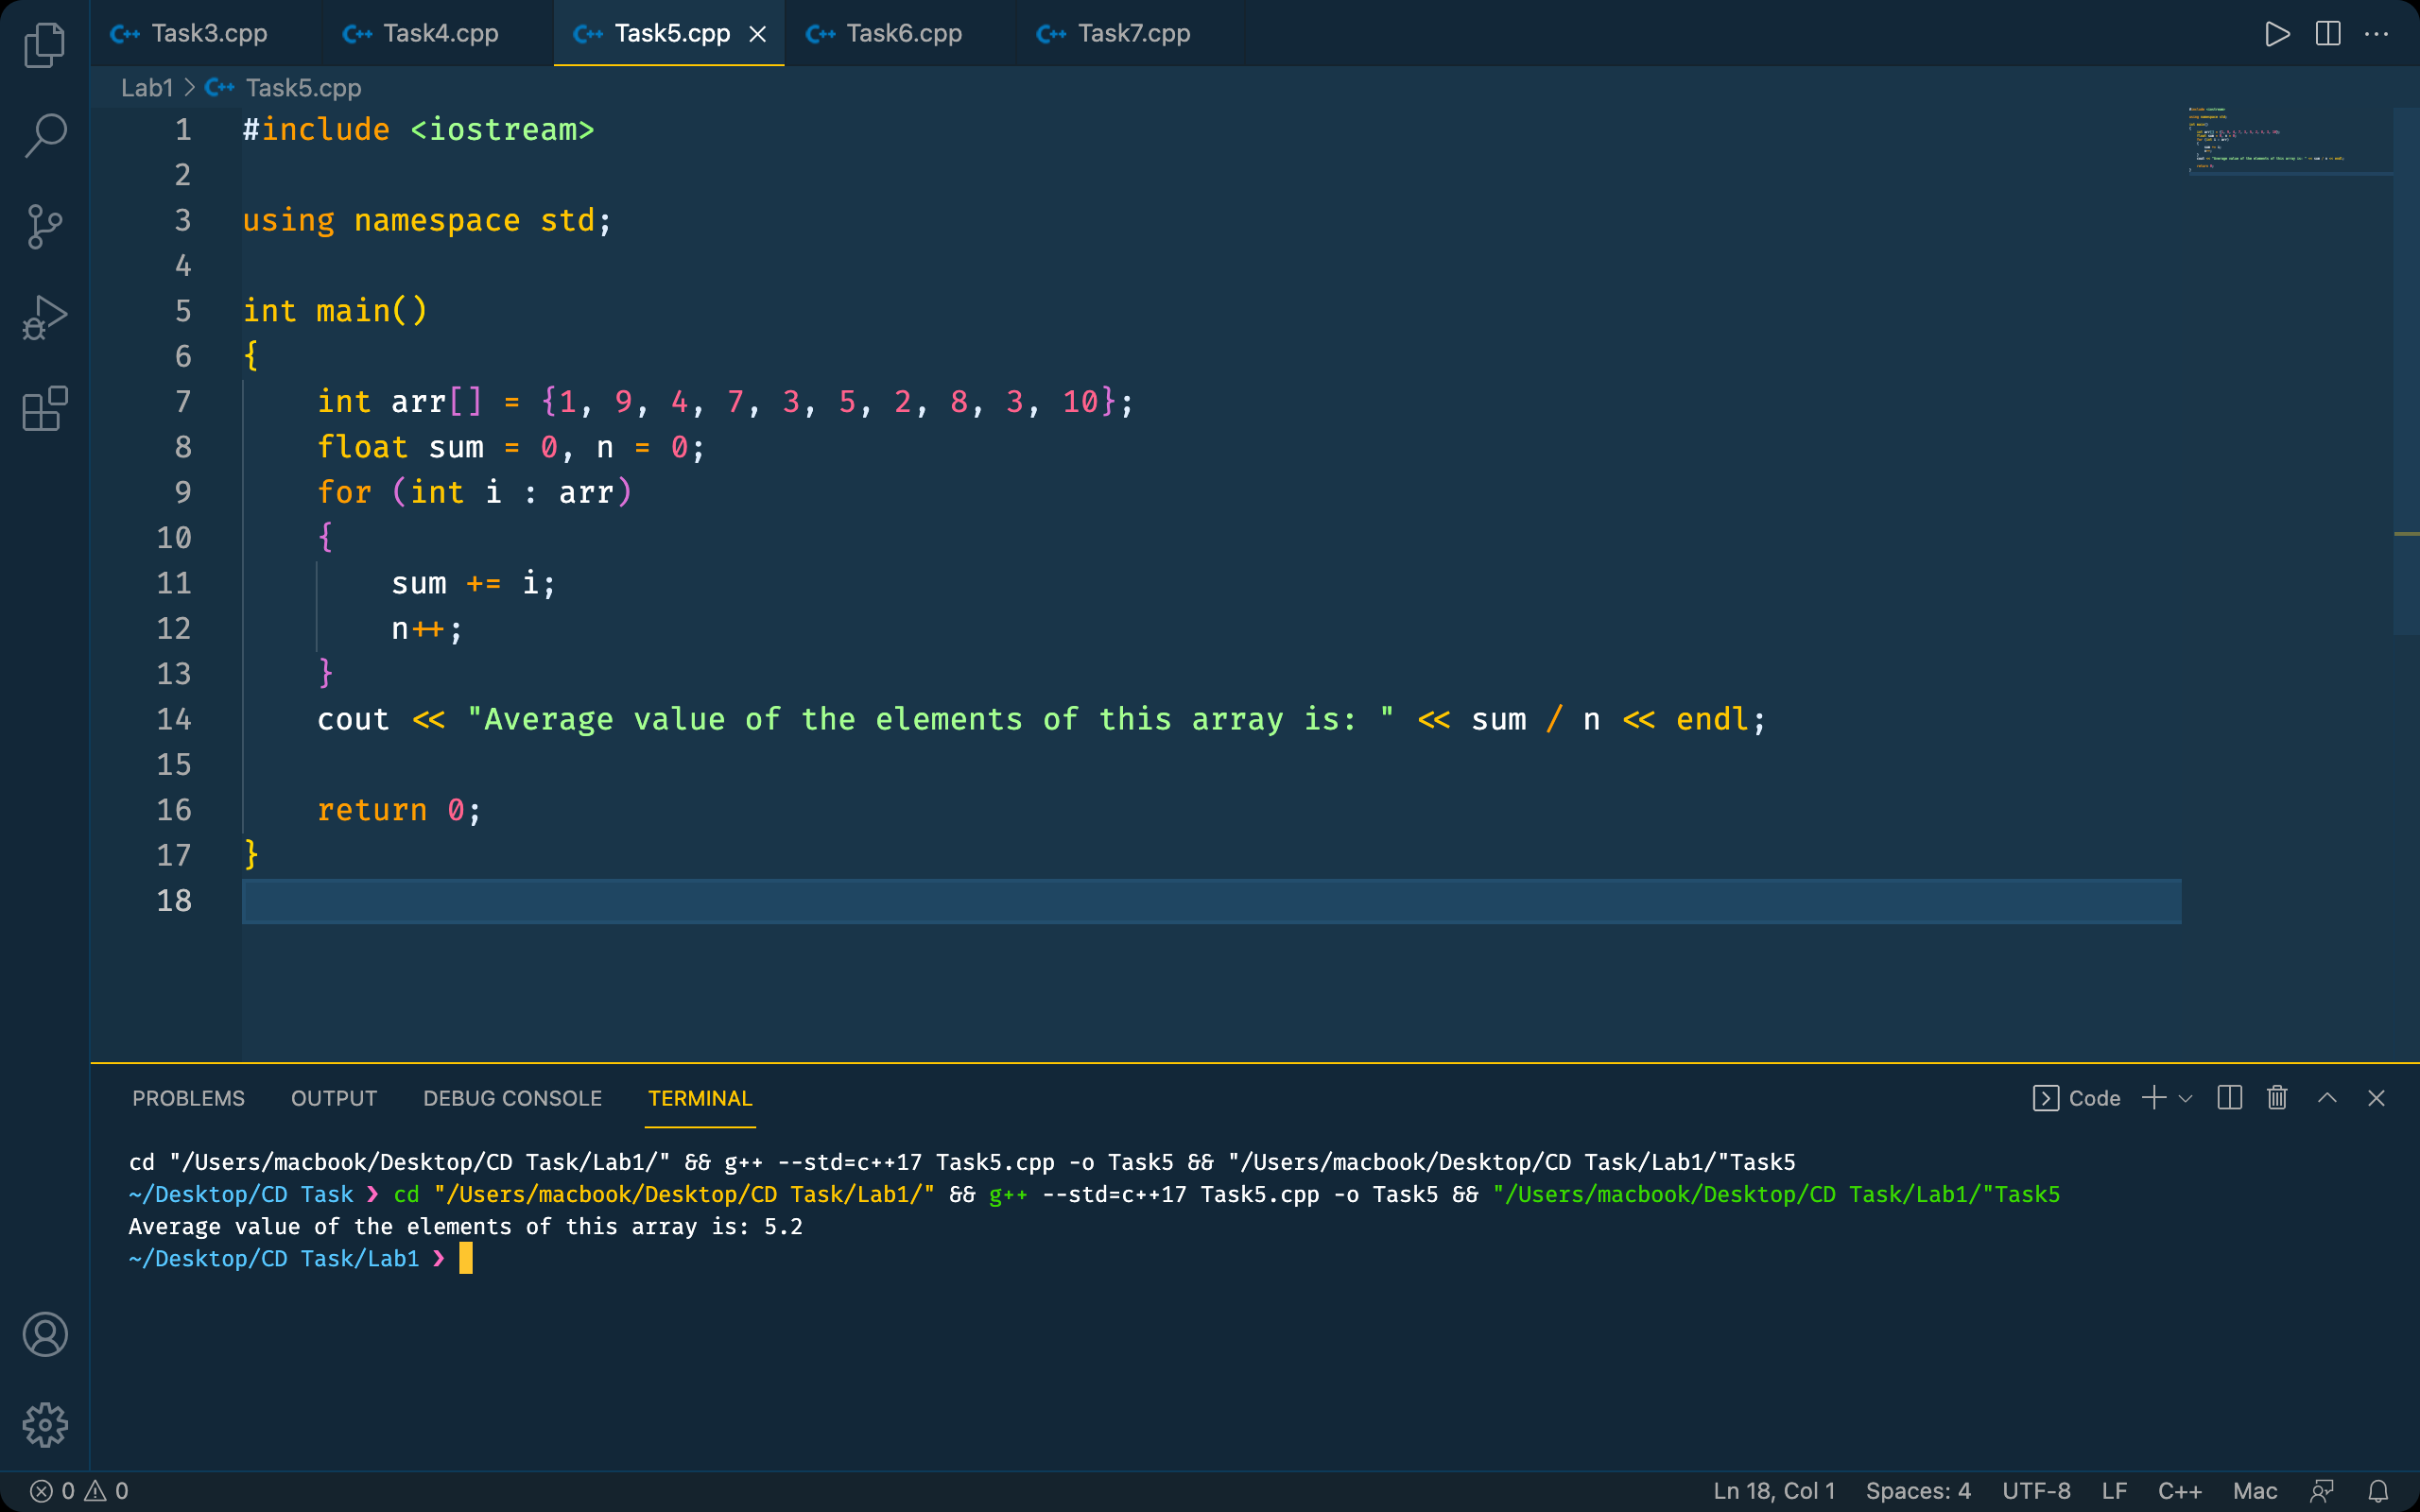 Task3.cpp Task4.cpp Task5.cpp Task6.cpp Task7.cpp
Lab1 > Task5.cpp
1 #include <iostream>
2
3 using namespace std;
4
5 int main()
6 {
7     int arr[] = {1, 9, 4, 7, 3, 5, 2, 8, 3, 10};
8     float sum = 0, n = 0;
9     for (int i : arr)
10     {
11         sum += i;
12         n++;
13     }
14     cout << "Average value of the elements of this array is: " << sum / n << endl;
15
16     return 0;
17 }
18
PROBLEMS OUTPUT DEBUG CONSOLE TERMINAL Code
cd "/Users/macbook/Desktop/CD Task/Lab1/" && g++ --std=c++17 Task5.cpp -o Task5 && "/Users/macbook/Desktop/CD Task/Lab1/"Task5
~/Desktop/CD Task ❯ cd "/Users/macbook/Desktop/CD Task/Lab1/" && g++ --std=c++17 Task5.cpp -o Task5 && "/Users/macbook/Desktop/CD Task/Lab1/"Task5
Average value of the elements of this array is: 5.2
~/Desktop/CD Task/Lab1 ❯
0 0 Ln 18, Col 1 Spaces: 4 UTF-8 LF C++ Mac